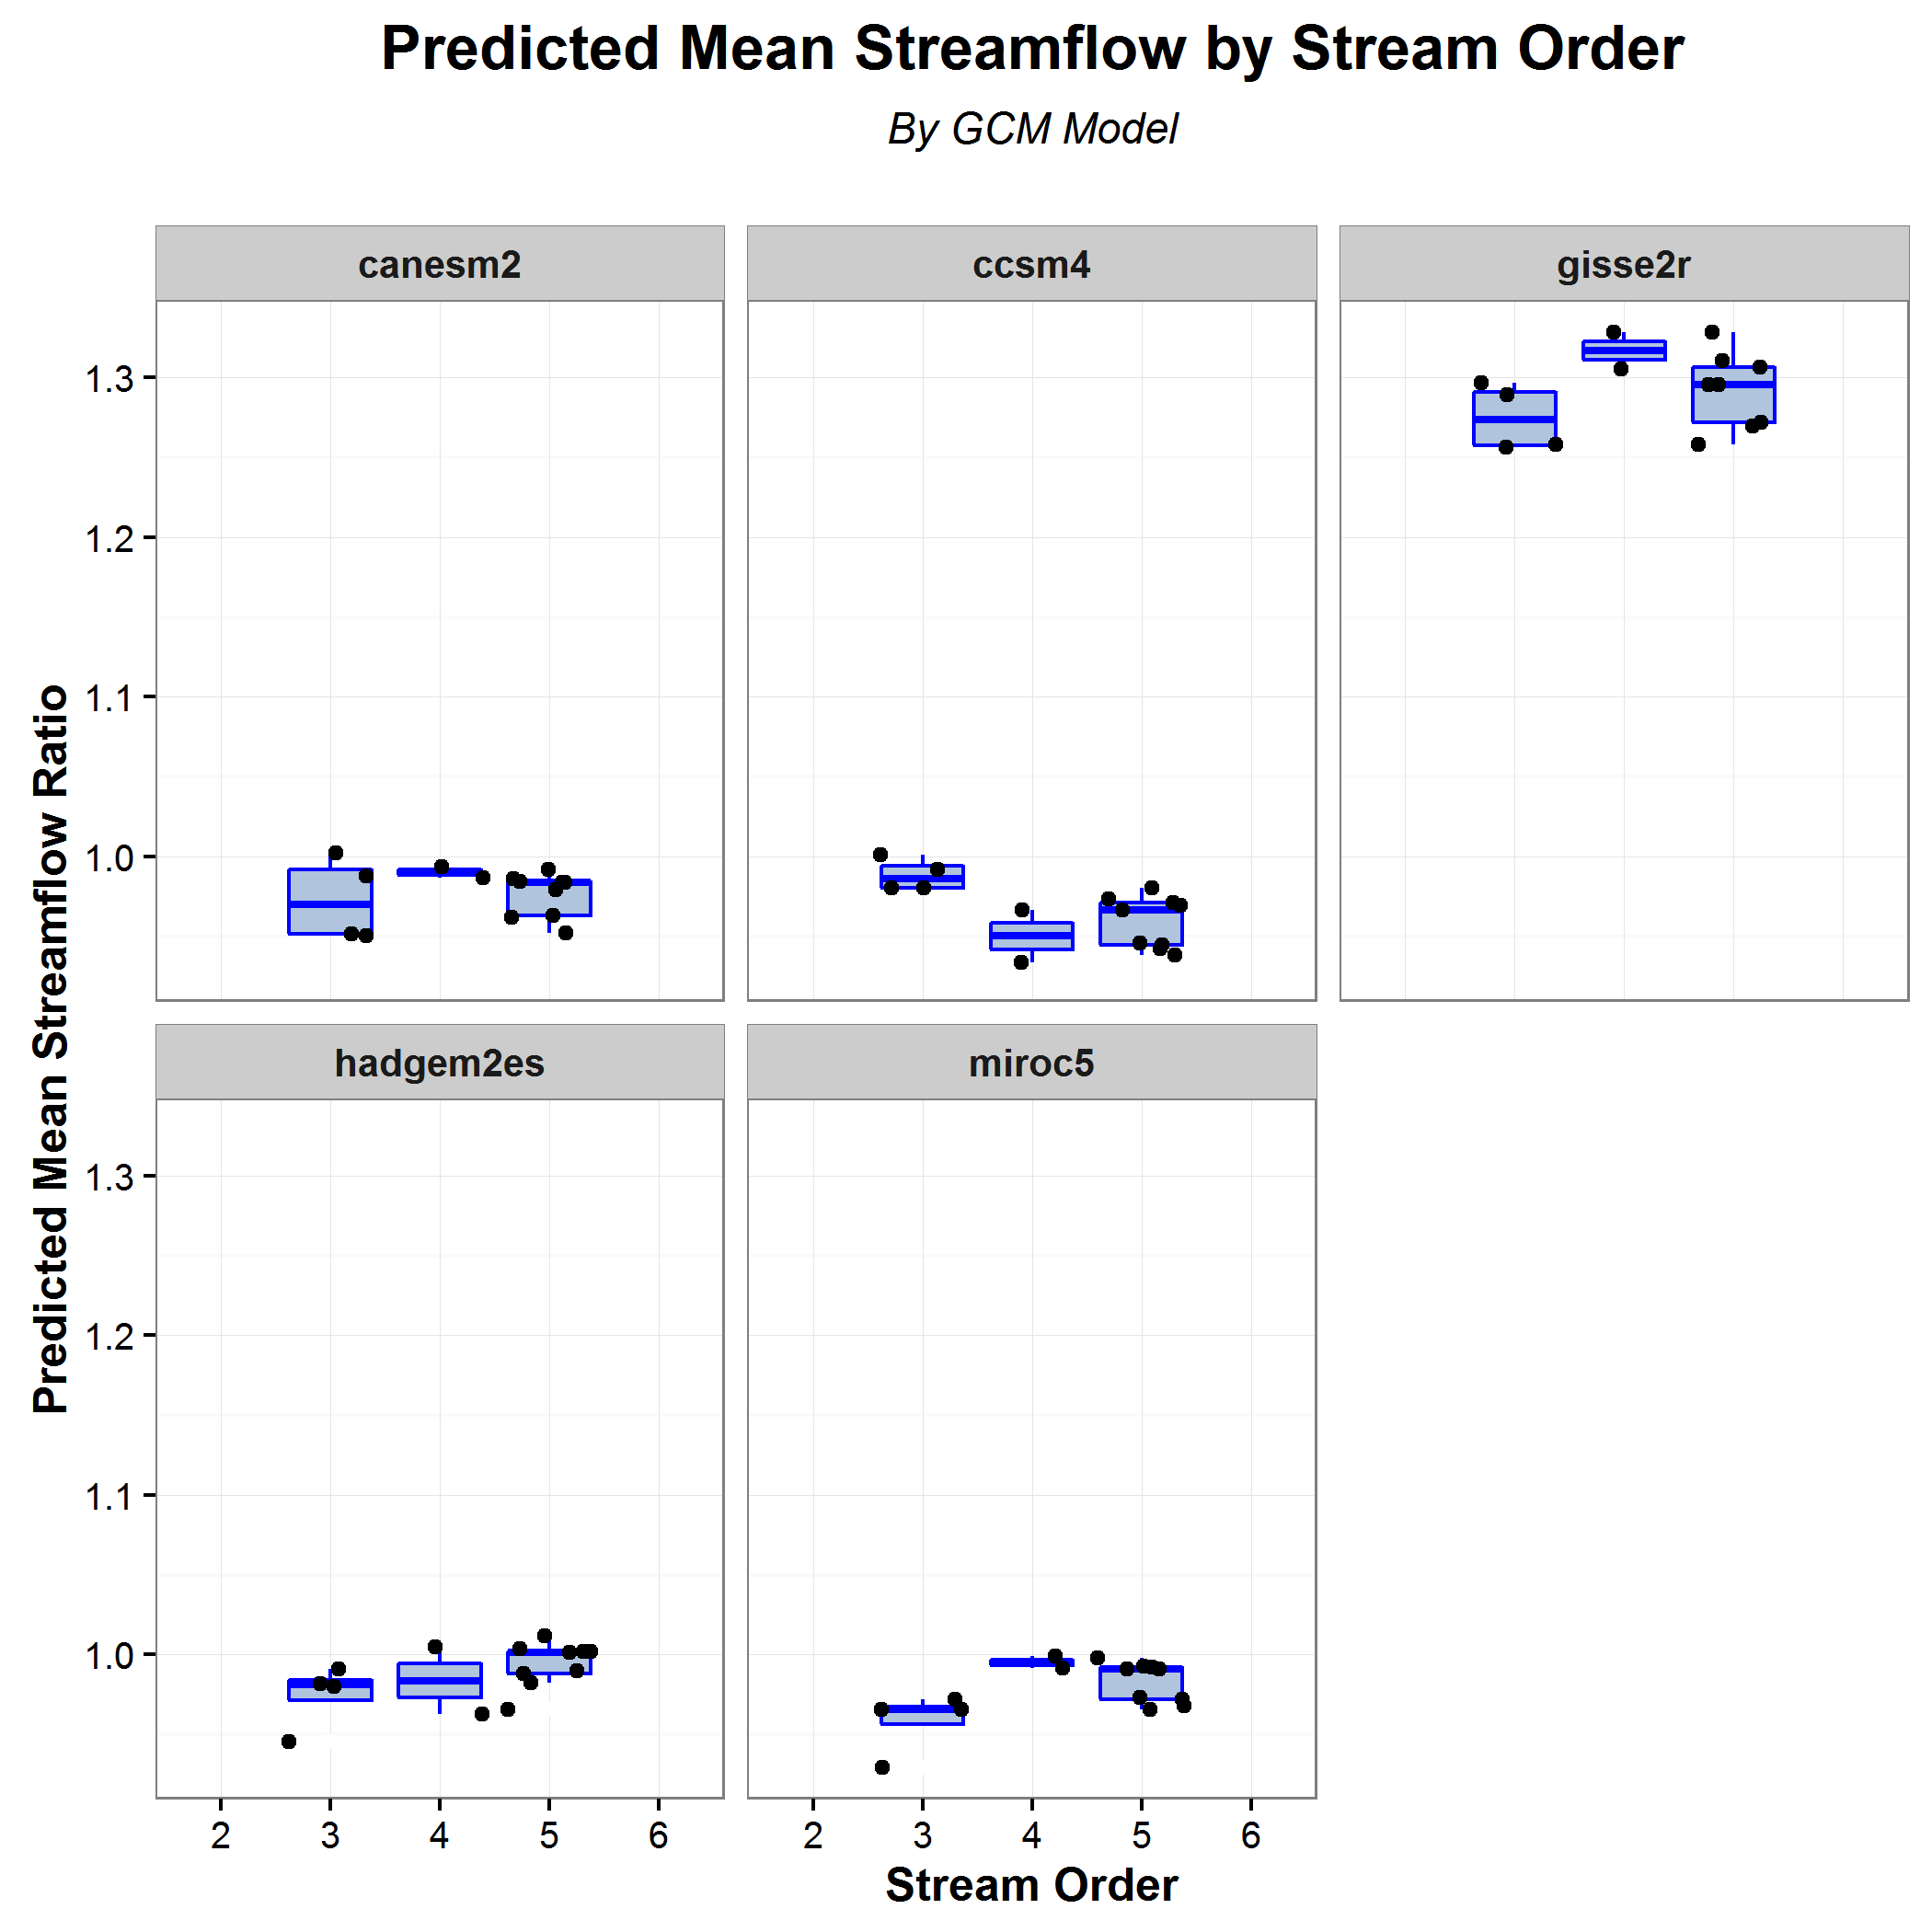 Predicted Mean Streamflow by Stream Order
By GCM Model
canesm2
ccsm4
gisse2r
1.3
1.2
1.1
1.0
Predicted Mean Streamflow Ratio
hadgem2es
miroc5
1.3
1.2
1.1
1.0
2 3 4 5 6
2 3 4 5 6
Stream Order